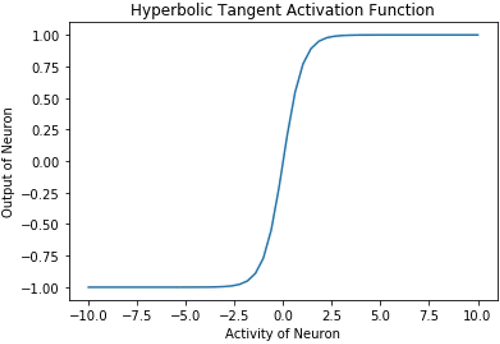 Hyperbolic Tangent Activation Function
1.00
0.75
0.50
0.25
0.00
−0.25
−0.50
−0.75
−1.00
Output of Neuron
−10.0 −7.5 −5.0 −2.5 0.0 2.5 5.0 7.5 10.0
Activity of Neuron